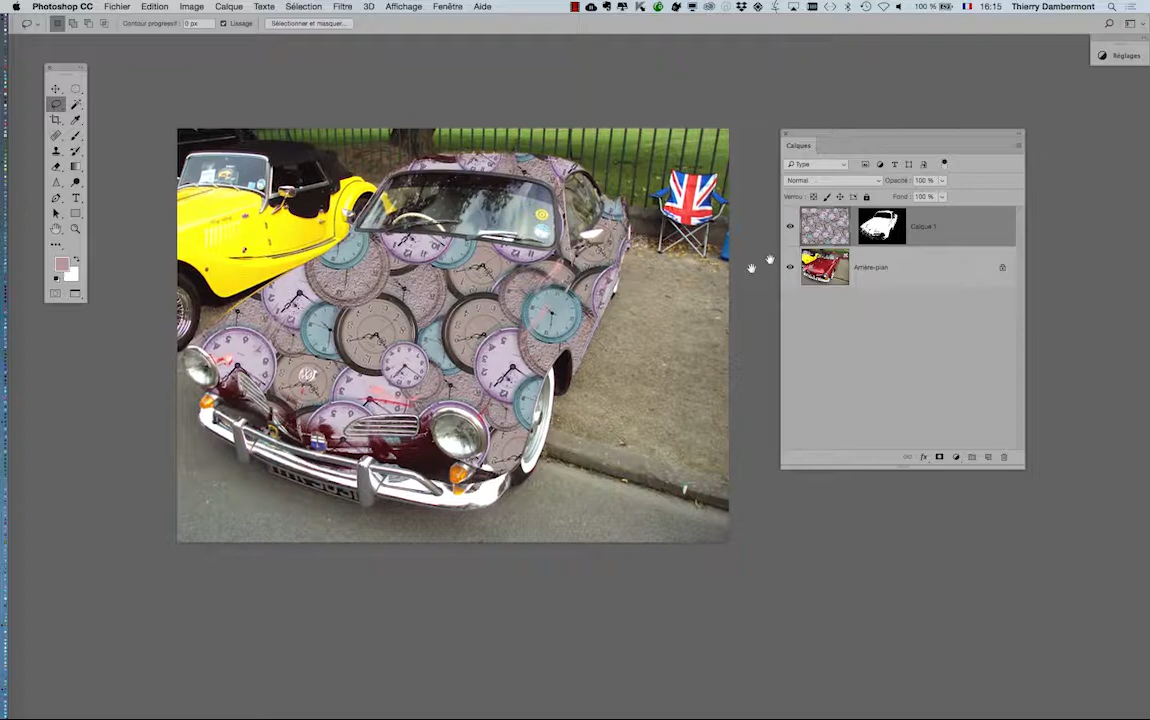 Photoshop CC Fichier Edition Image Calque Texte Sélection Filtre 3D Affichage Fenêtre Aide 100 % 16:15 Thierry Dambermont
Contour progressif : 0 px Lissage Sélectionner et masquer...
Réglages
Calques
Type
Normal Opacité : 100 %
Verrou : Fond : 100 %
Calque 1
Arrière-plan
fx